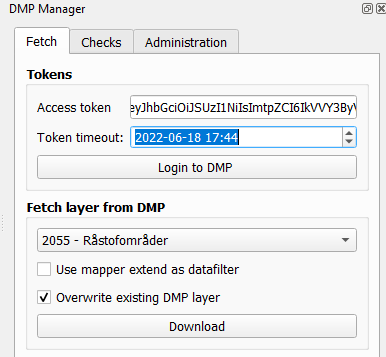 DMP Manager
Fetch
Checks
Administration
Tokens
Access token
Token timeout: 2022-06-18 17:44
Login to DMP
Fetch layer from DMP
2055 - Råstofområder
Use mapper extend as datafilter
Overwrite existing DMP layer
Download